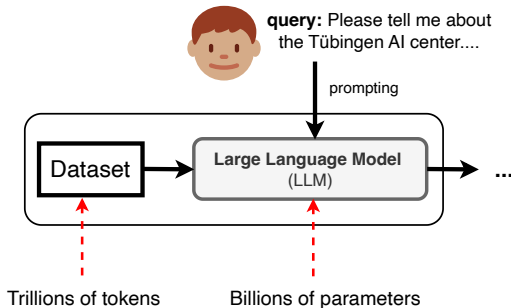 query: Please tell me about
the Tübingen AI center....
prompting
Dataset
Large Language Model
(LLM)
...
Trillions of tokens
Billions of parameters